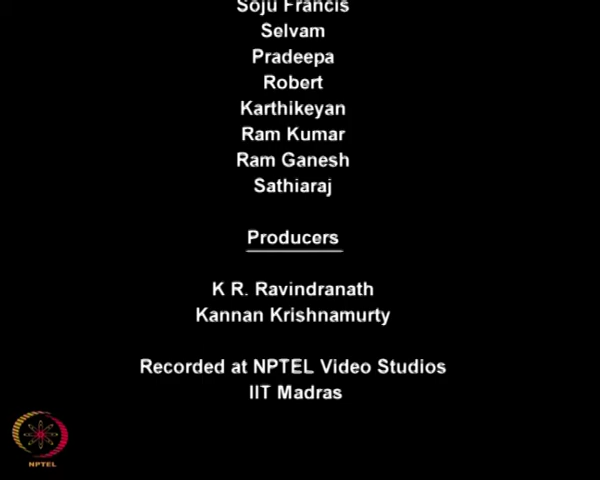 Soju Francis
Selvam
Pradeepa
Robert
Karthikeyan
Ram Kumar
Ram Ganesh
Sathiaraj
Producers
K R. Ravindranath
Kannan Krishnamurty
Recorded at NPTEL Video Studios
IIT Madras
NPTEL